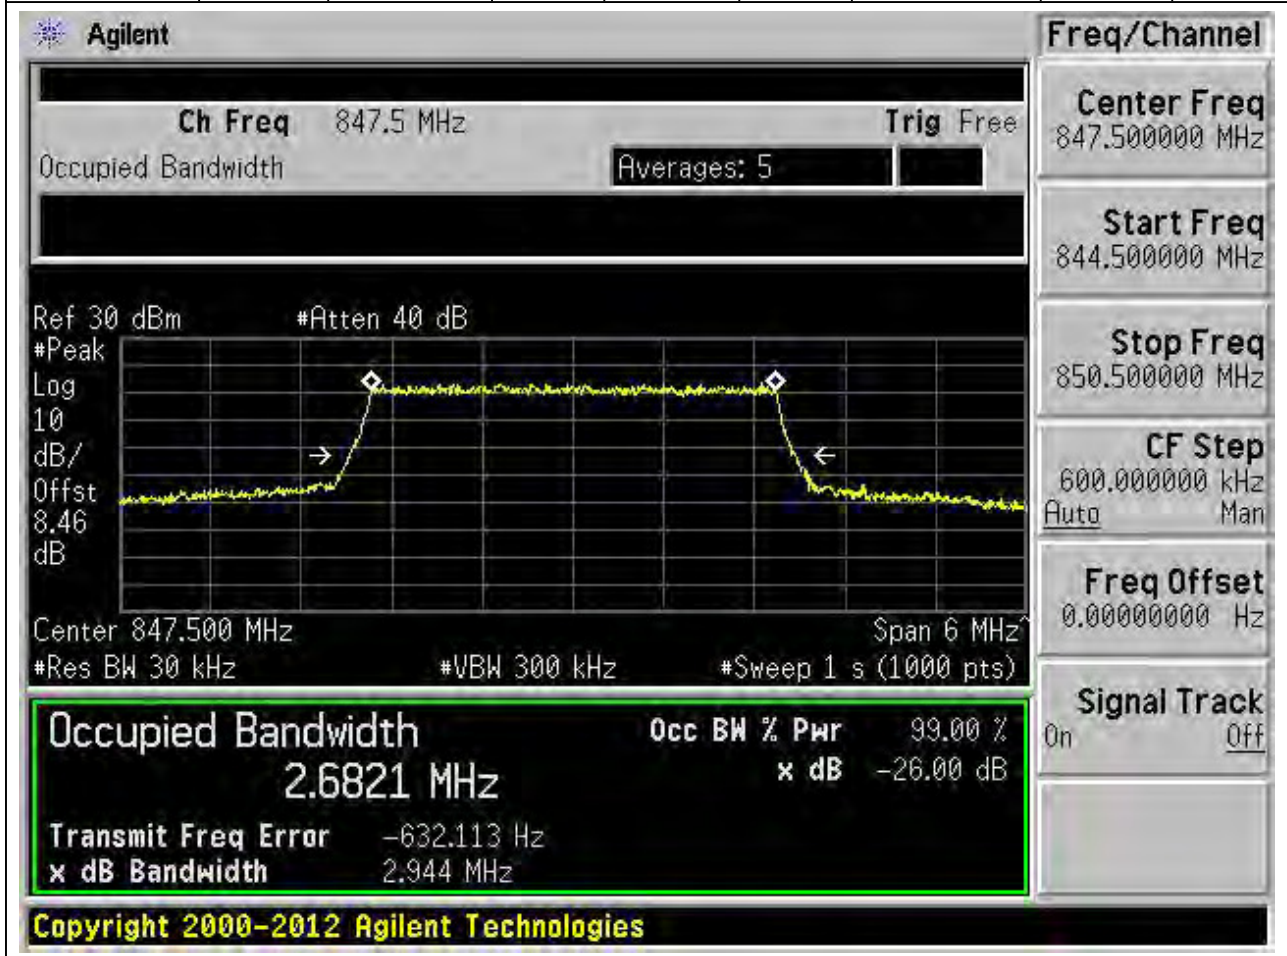 Agilent
Freq/Channel
Ch Freq 847.5 MHz Trig Free
Occupied Bandwidth Averages: 5
Center Freq
847.500000 MHz
Start Freq
844.500000 MHz
Stop Freq
850.500000 MHz
CF Step
600.000000 kHz
Auto Man
Freq Offset
0.00000000 Hz
Signal Track
On Off
Ref 30 dBm #Atten 40 dB
#Peak
Log
10
dB/
Offst
8.46
dB
Center 847.500 MHz Span 6 MHz^
#Res BW 30 kHz #VBW 300 kHz #Sweep 1 s (1000 pts)
Occupied Bandwidth
2.6821 MHz
Occ BW % Pwr 99.00 %
x dB -26.00 dB
Transmit Freq Error -632.113 Hz
x dB Bandwidth 2.944 MHz
Copyright 2000-2012 Agilent Technologies